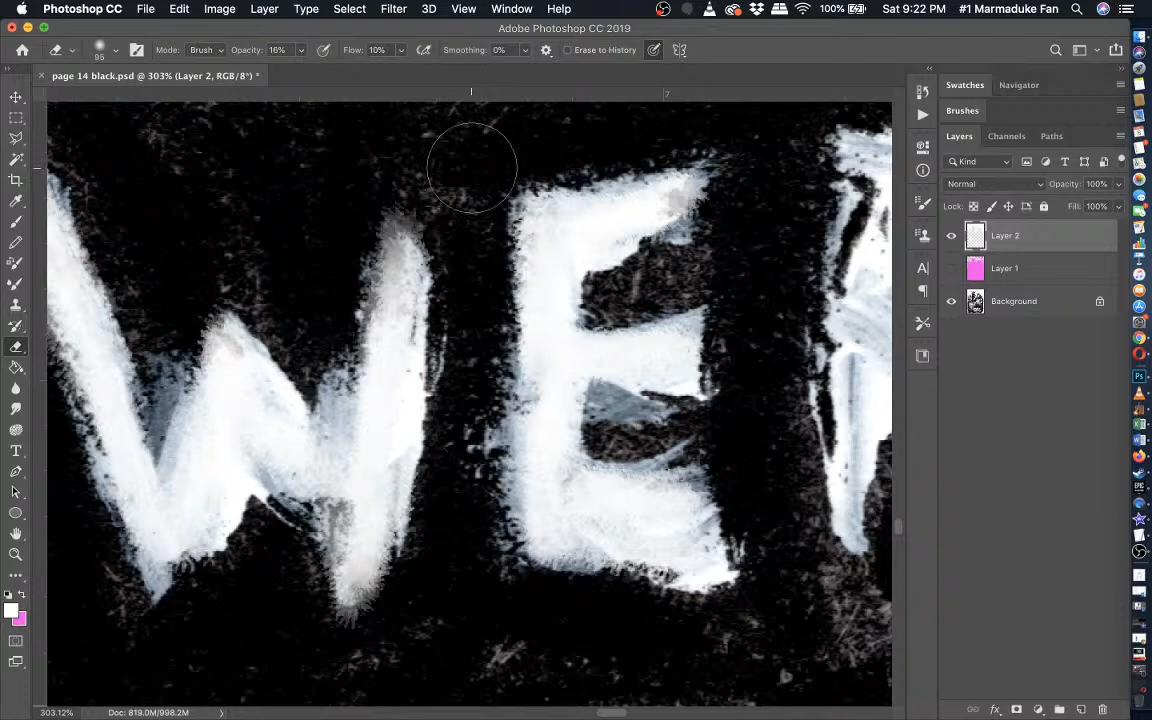 Photoshop CC File Edit Image Layer Type Select Filter 3D View Window Help 100% Sat 9:22 PM #1 Marmaduke Fan
Adobe Photoshop CC 2019
95 Mode: Brush Opacity: 16% Flow: 10% Smoothing: 0% Erase to History
× page 14 black.psd @ 303% (Layer 2, RGB/8*) *
7
WE
Swatches Navigator
Brushes
Layers Channels Paths
Kind
Normal Opacity: 100%
Lock: Fill: 100%
Layer 2
Layer 1
Background
303.12% Doc: 819.0M/998.2M